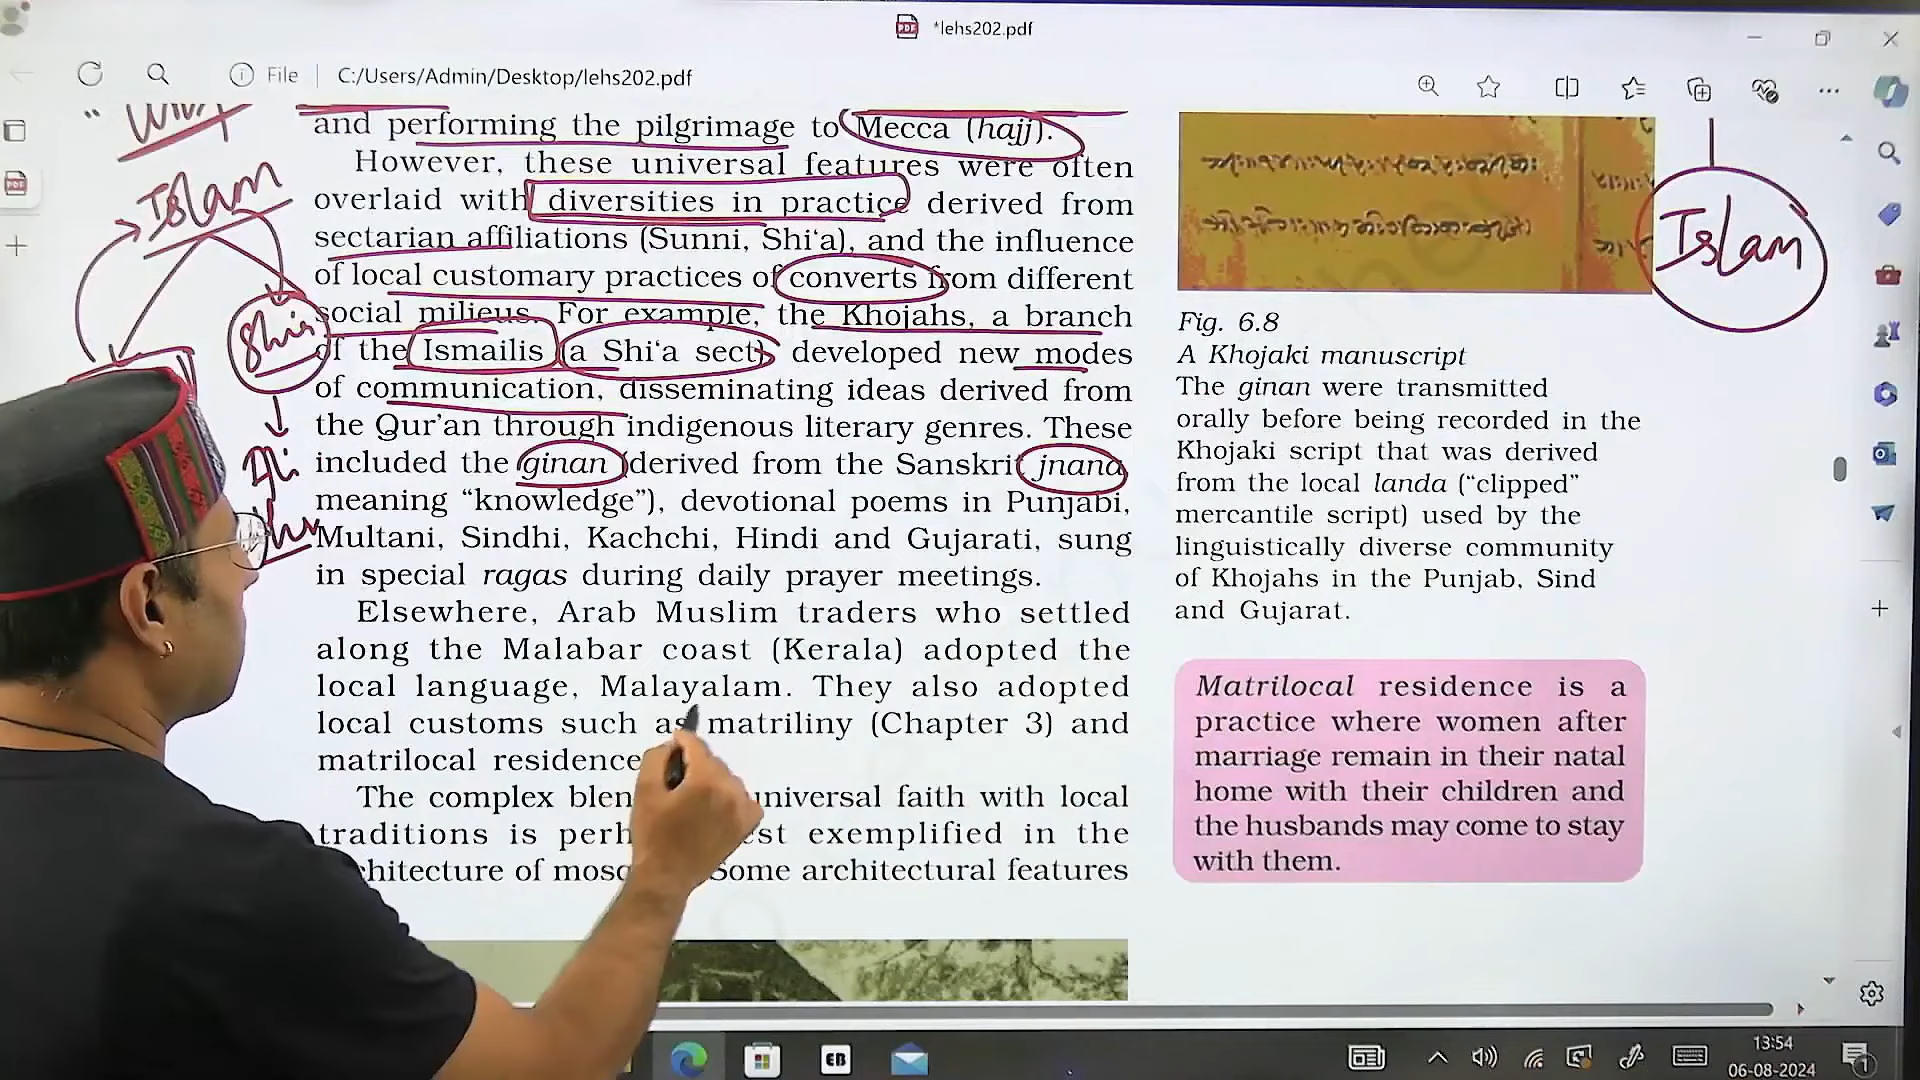 *lehs202.pdf
File C:/Users/Admin/Desktop/lehs202.pdf
and performing the pilgrimage to Mecca (hajj).
However, these universal features were often
overlaid with diversities in practice derived from
sectarian affiliations (Sunni, Shi‘a), and the influence
of local customary practices of converts from different
social milieus. For example, the Khojahs, a branch
of the Ismailis (a Shi‘a sect), developed new modes
of communication, disseminating ideas derived from
the Qur’an through indigenous literary genres. These
included the ginan (derived from the Sanskrit jnana,
meaning “knowledge”), devotional poems in Punjabi,
Multani, Sindhi, Kachchi, Hindi and Gujarati, sung
in special ragas during daily prayer meetings.
Elsewhere, Arab Muslim traders who settled
along the Malabar coast (Kerala) adopted the
local language, Malayalam. They also adopted
local customs such as matriliny (Chapter 3) and
matrilocal residence
The complex universal faith with local
traditions is exemplified in the
of Some architectural features
Islam
Shia
Islam
Fig. 6.8
A Khojaki manuscript
The ginan were transmitted
orally before being recorded in the
Khojaki script that was derived
from the local landa (“clipped”
mercantile script) used by the
linguistically diverse community
of Khojahs in the Punjab, Sind
and Gujarat.
Matrilocal residence is a
practice where women after
marriage remain in their natal
home with their children and
the husbands may come to stay
with them.
EB
13:54
06-08-2024
1